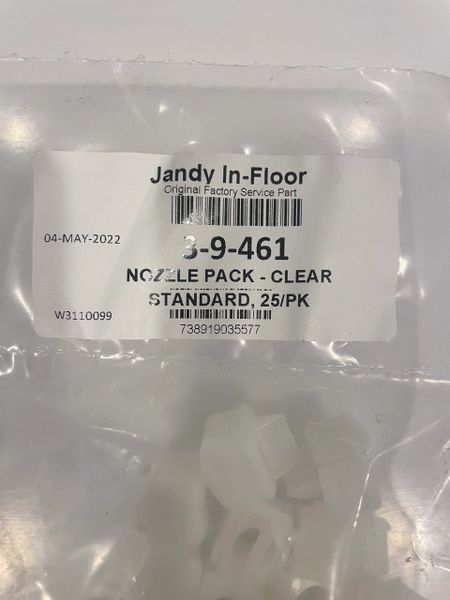 Jandy In-Floor
Original Factory Service Part
04-MAY-2022
3-9-461
NOZZLE PACK - CLEAR
STANDARD, 25/PK
W3110099
738919035577